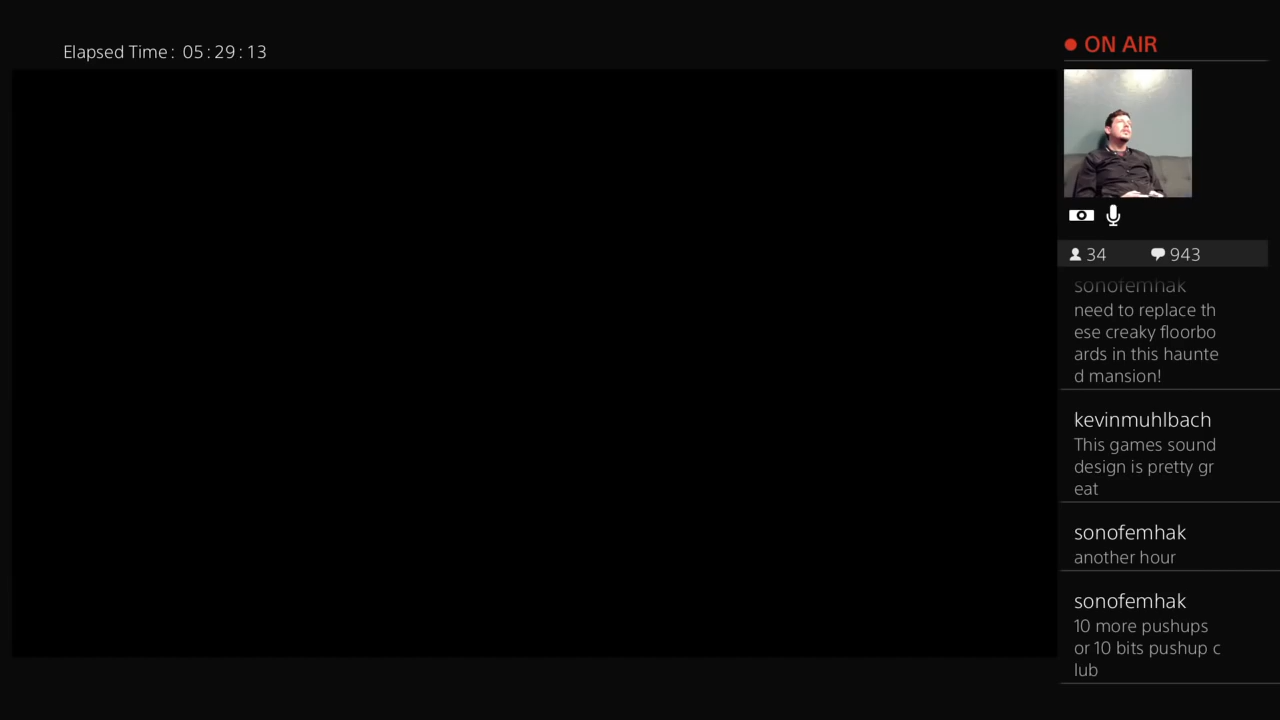 Elapsed Time: 05:29:13
ON AIR
34 943
sonofemhak
need to replace th
ese creaky floorbo
ards in this haunte
d mansion!
kevinmuhlbach
This games sound
design is pretty gr
eat
sonofemhak
another hour
sonofemhak
10 more pushups
or 10 bits pushup c
lub